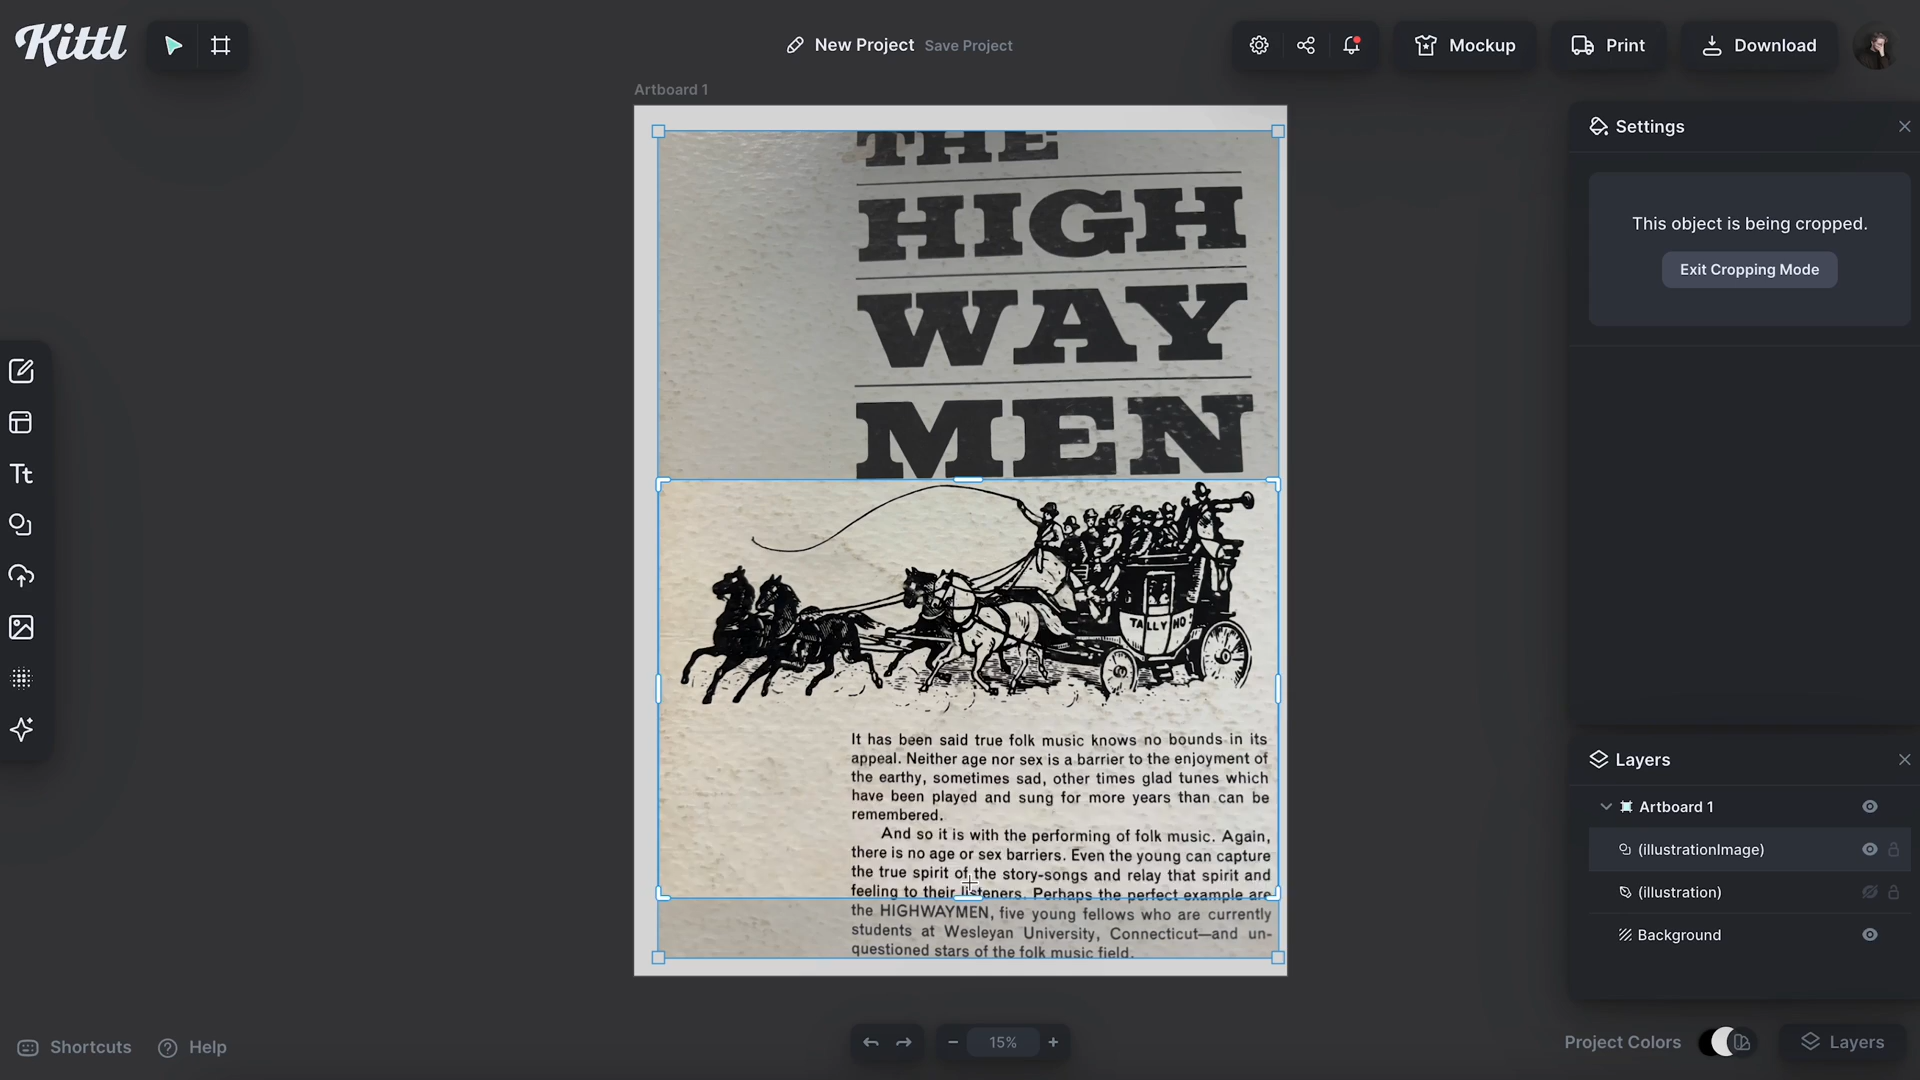 Kittl
New Project Save Project
Mockup
Print
Download
Artboard 1
Settings
This object is being cropped.
Exit Cropping Mode
THE
HIGH
WAY
MEN
TALLY HO!
It has been said true folk music knows no bounds in its
appeal. Neither age nor sex is a barrier to the enjoyment of
the earthy, sometimes sad, other times glad tunes which
have been played and sung for more years than can be
remembered.
And so it is with the performing of folk music. Again,
there is no age or sex barriers. Even the young can capture
the true spirit of the story-songs and relay that spirit and
feeling to their listeners. Perhaps the perfect example are
the HIGHWAYMEN, five young fellows who are currently
students at Wesleyan University, Connecticut—and un-
questioned stars of the folk music field.
Layers
Artboard 1
(illustrationImage)
(illustration)
Background
Tt
Shortcuts
Help
15%
Project Colors
Layers